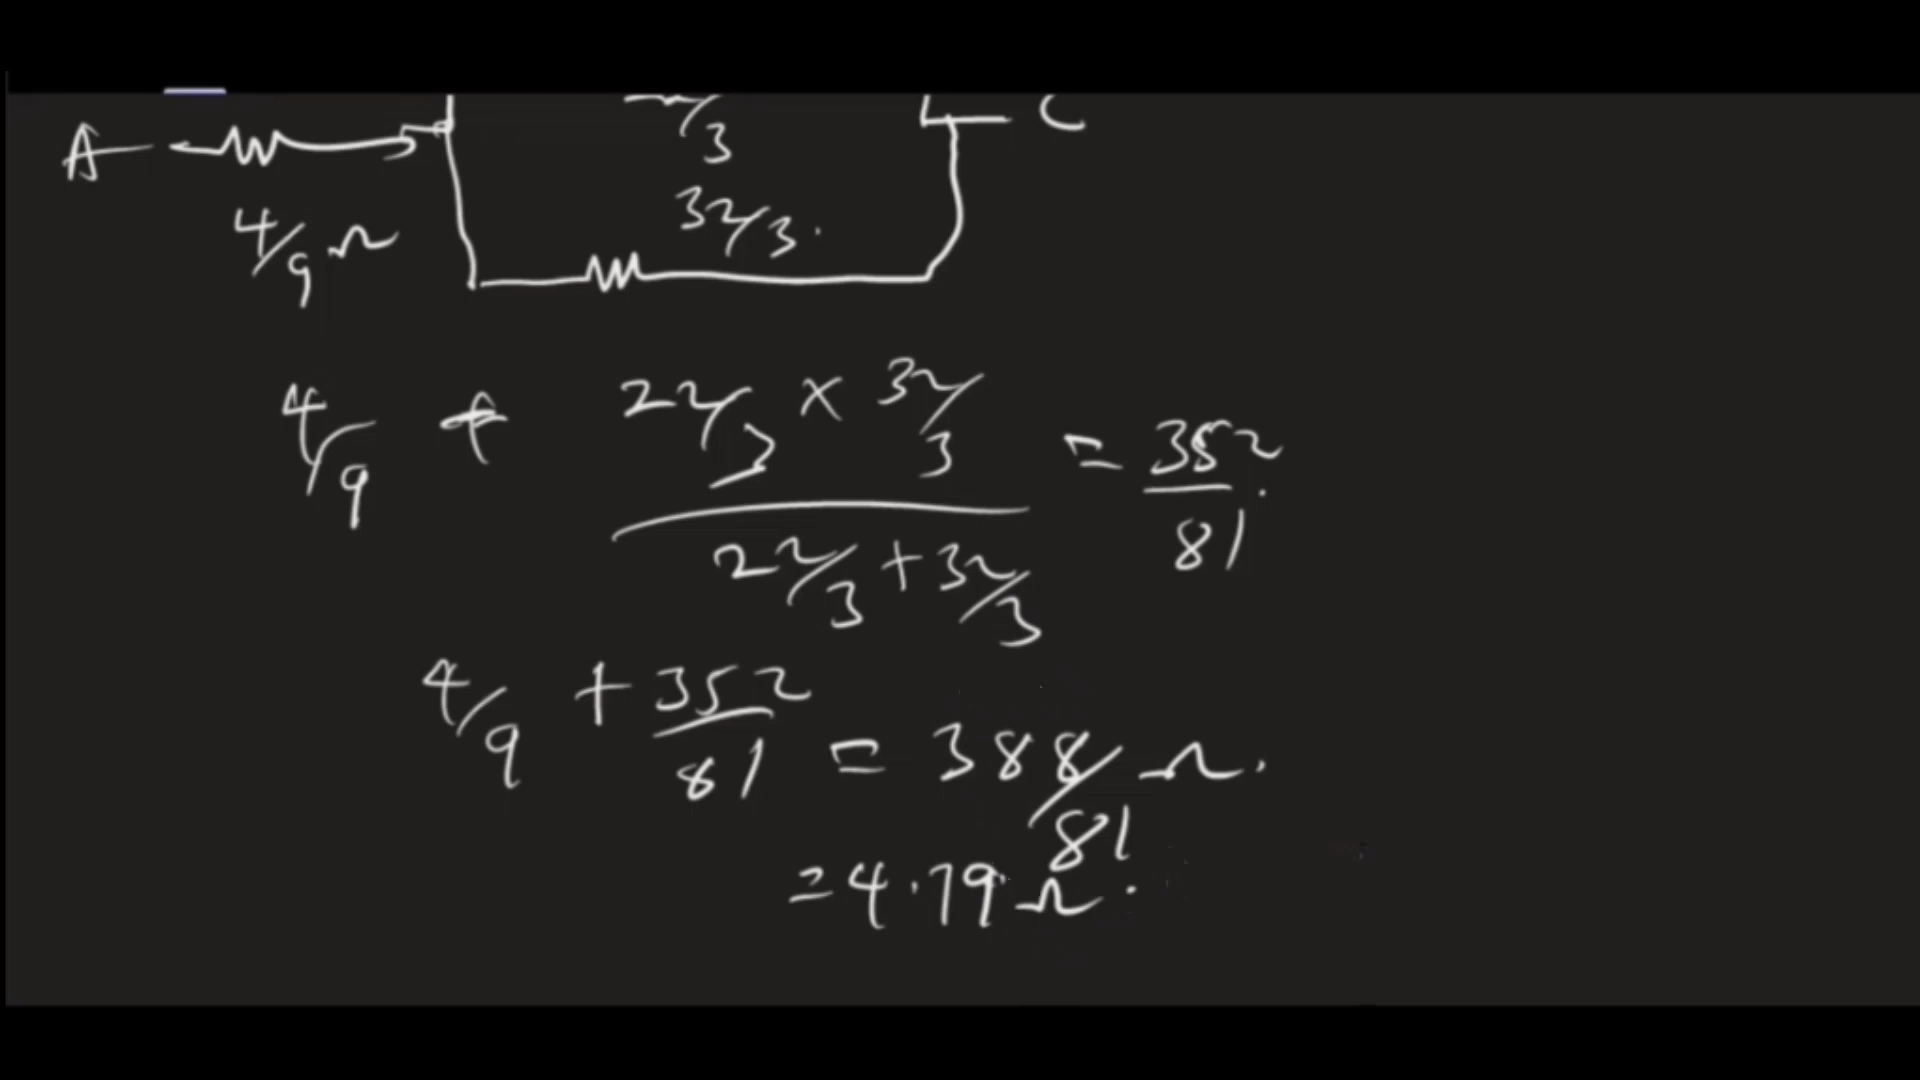 3
A C
32/3.
4/9 Ω
4/9 + 22/3 × 32/3 = 352
22/3 + 32/3 81.
4/9 + 352/81 = 388/81 Ω.
= 4.79 Ω.